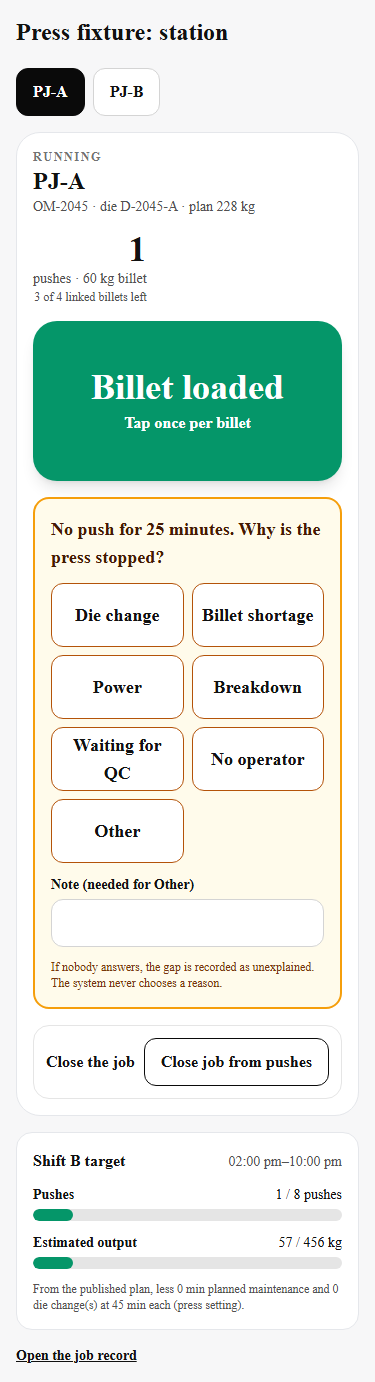 Press fixture: station
PJ-A
PJ-B
RUNNING
PJ-A
OM-2045 · die D-2045-A · plan 228 kg
1
pushes · 60 kg billet
3 of 4 linked billets left
Billet loaded
Tap once per billet
No push for 25 minutes. Why is the
press stopped?
Die change
Billet shortage
Power
Breakdown
Waiting for
QC
No operator
Other
Note (needed for Other)
If nobody answers, the gap is recorded as unexplained.
The system never chooses a reason.
Close the job
Close job from pushes
Shift B target
02:00 pm–10:00 pm
Pushes
1 / 8 pushes
Estimated output
57 / 456 kg
From the published plan, less 0 min planned maintenance and 0
die change(s) at 45 min each (press setting).
Open the job record